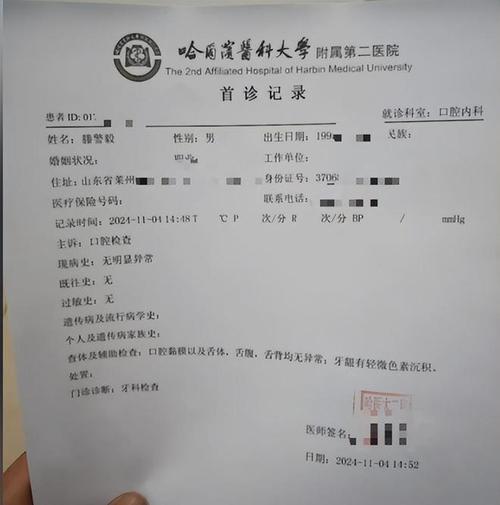 哈尔滨醫科大學 附属第二医院
The 2nd Affiliated Hospital of Harbin Medical University
首诊记录
患者 ID: 01 就诊科室: 口腔内科
姓名: 滕警毅 性别: 男 出生日期: 199 民族:
婚姻状况: 工作单位:
住址: 山东省莱州 身份证号: 3706
医疗保险号码: 联系电话:
记录时间: 2024-11-04 14:48 T ℃ P 次/分 R 次/分 BP / mmHg
主诉: 口腔检查
现病史: 无明显异常
既往史: 无
过敏史: 无
遗传病及流行病学史:
个人及遗传病家族史:
查体及辅助检查: 口腔黏膜以及舌体, 舌腹, 舌背均无异常; 牙龈有轻微色素沉积。
处置:
门诊诊断: 牙科检查
医师签名:
日期: 2024-11-04 14:52